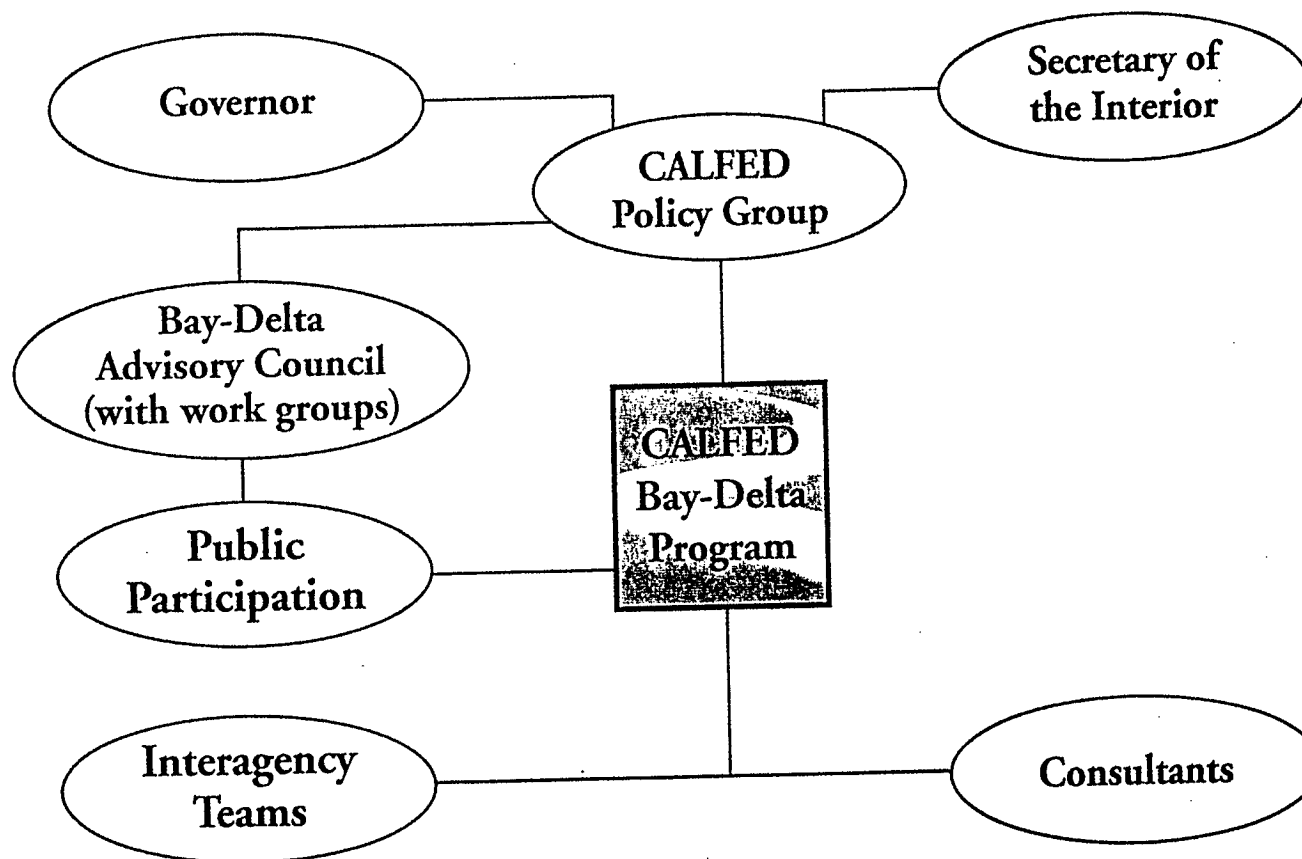 Governor
Secretary of
the Interior
CALFED
Policy Group
Bay-Delta
Advisory Council
(with work groups)
CALFED
Bay-Delta
Program
Public
Participation
Interagency
Teams
Consultants